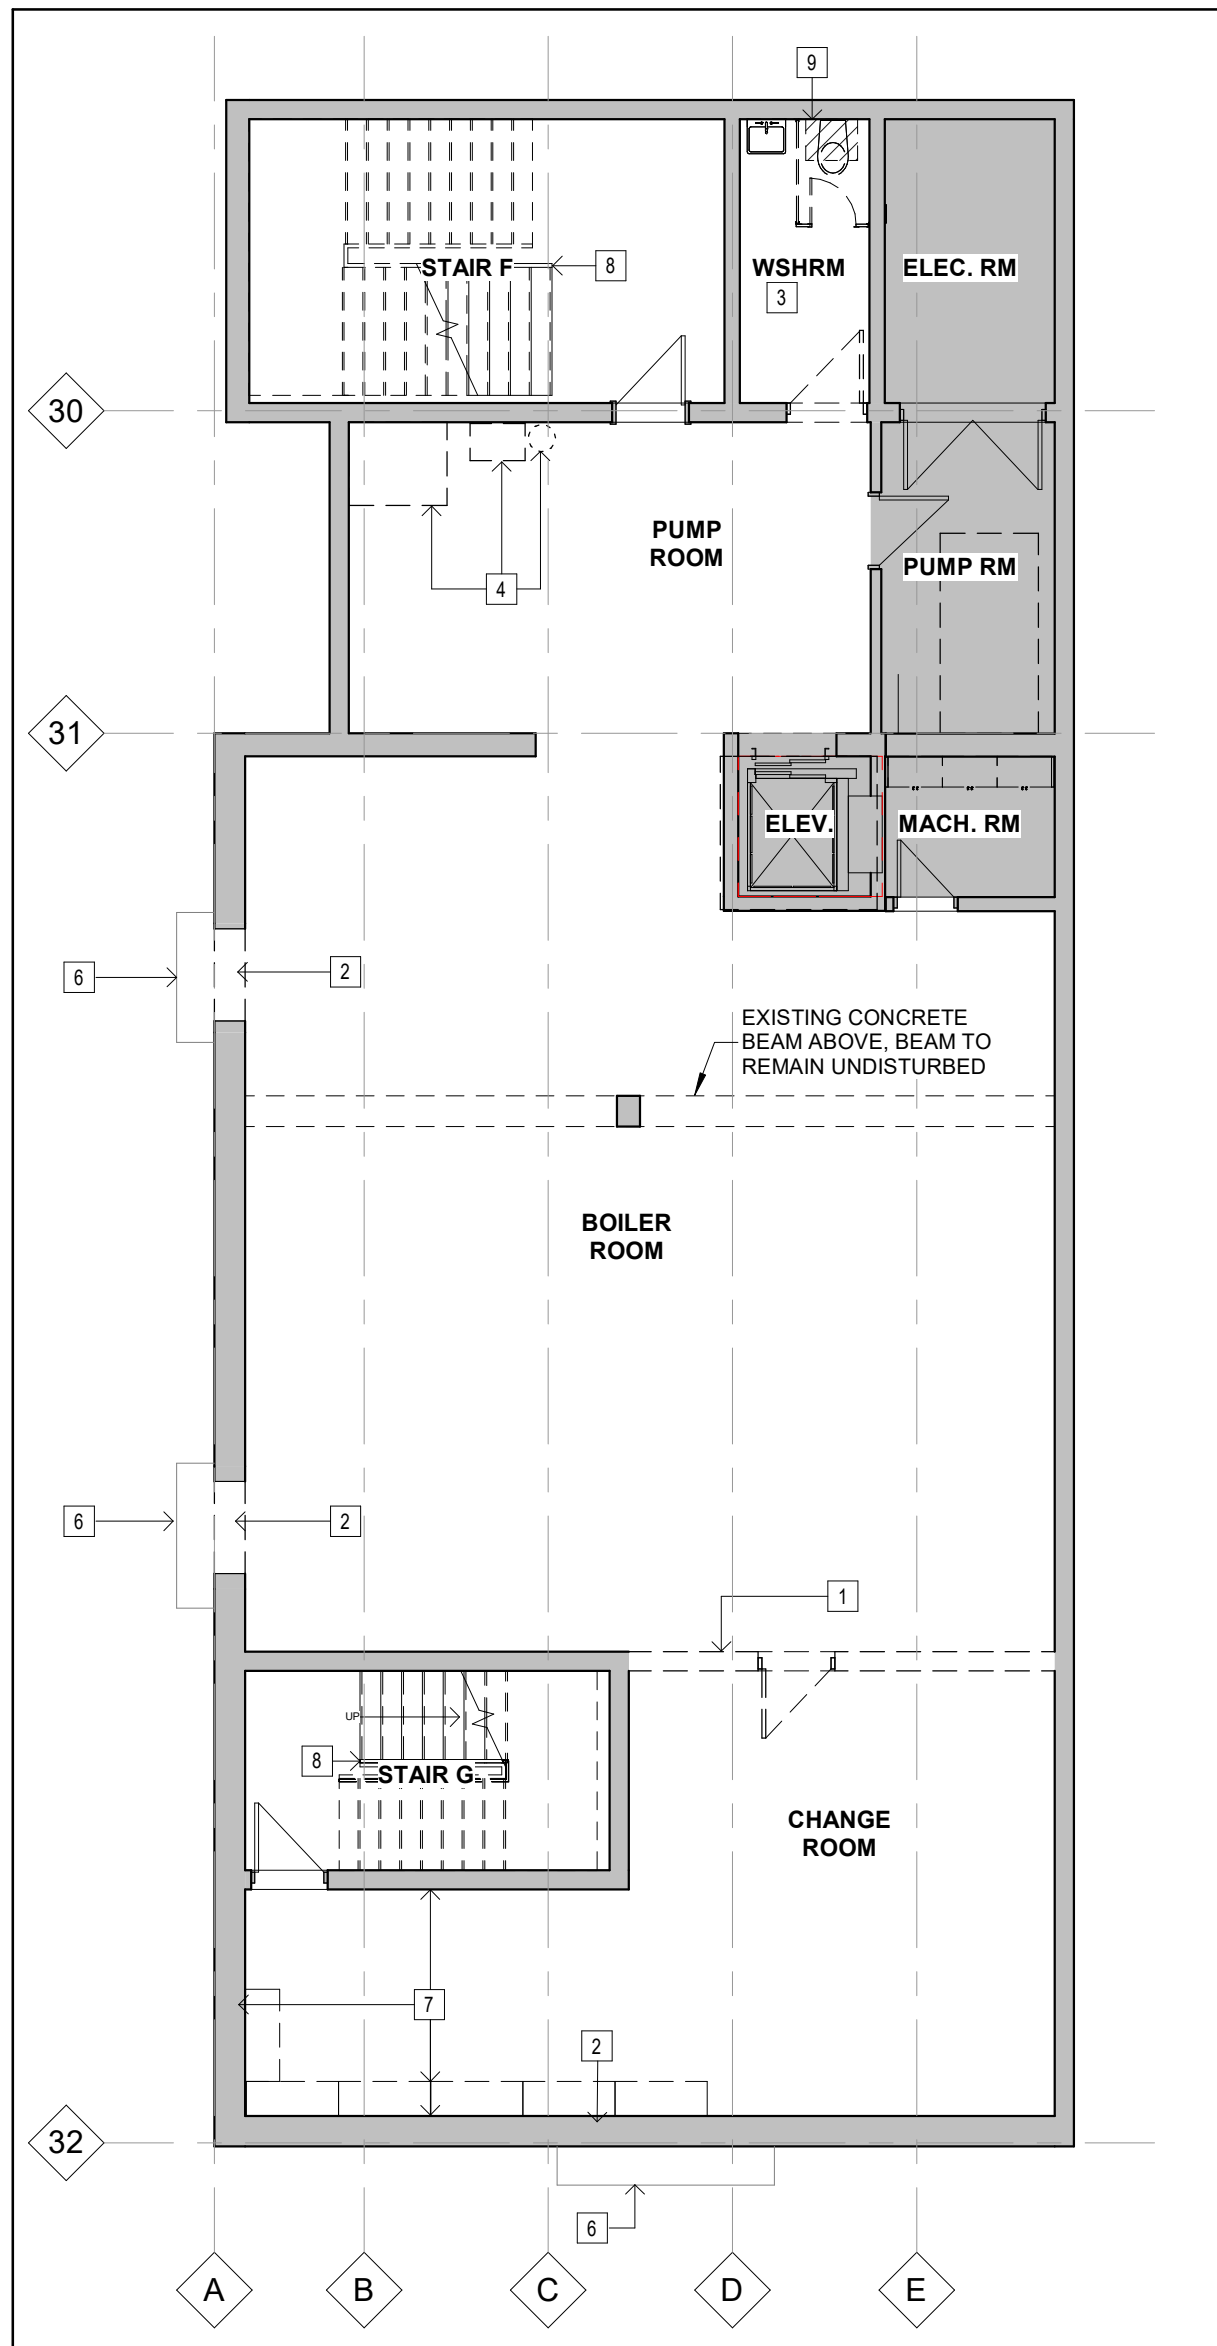 9
STAIR F
8
WSHRM
3
ELEC. RM
30
PUMP
ROOM
PUMP RM
4
31
ELEV.
MACH. RM
6
2
EXISTING CONCRETE
BEAM ABOVE, BEAM TO
REMAIN UNDISTURBED
BOILER
ROOM
6
2
1
UP
8
STAIR G
CHANGE
ROOM
7
2
32
6
A
B
C
D
E